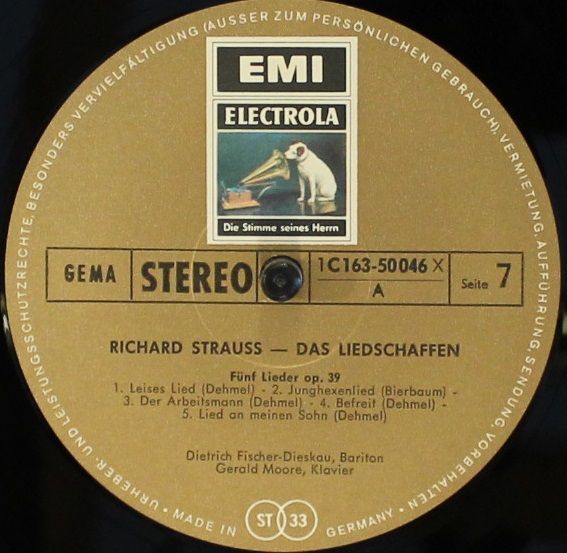 EMI
ELECTROLA
Die Stimme seines Herrn
GEMA
STEREO
1C163-50046 X
A
Seite 7
RICHARD STRAUSS — DAS LIEDSCHAFFEN
Fünf Lieder op. 39
1. Leises Lied (Dehmel) - 2. Junghexenlied (Bierbaum) -
3. Der Arbeitsmann (Dehmel) - 4. Befreit (Dehmel) -
5. Lied an meinen Sohn (Dehmel)
Dietrich Fischer-Dieskau, Bariton
Gerald Moore, Klavier
URHEBER- UND LEISTUNGSSCHUTZRECHTE, BESONDERS VERVIELFÄLTIGUNG (AUSSER ZUM PERSÖNLICHEN GEBRAUCH), VERMIETUNG, AUFFÜHRUNG, SENDUNG, VORBEHALTEN
• MADE IN ST 33 GERMANY •